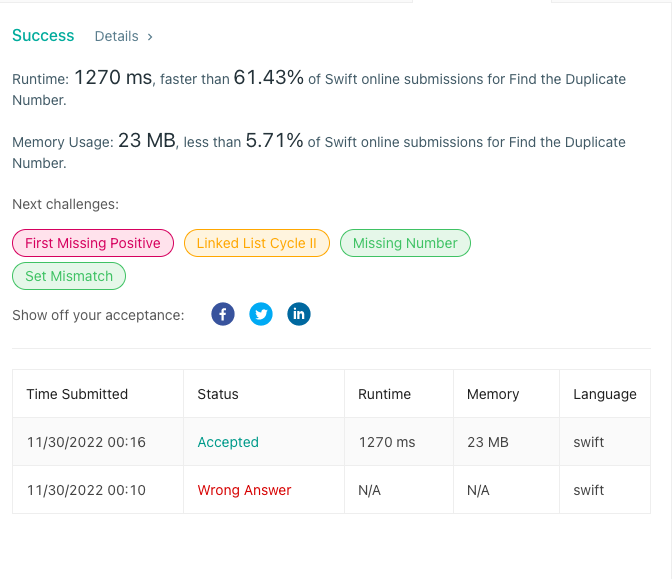 Success Details >
Runtime: 1270 ms, faster than 61.43% of Swift online submissions for Find the Duplicate
Number.
Memory Usage: 23 MB, less than 5.71% of Swift online submissions for Find the Duplicate
Number.
Next challenges:
First Missing Positive Linked List Cycle II Missing Number
Set Mismatch
Show off your acceptance: f in
Time Submitted Status Runtime Memory Language
11/30/2022 00:16 Accepted 1270 ms 23 MB swift
11/30/2022 00:10 Wrong Answer N/A N/A swift